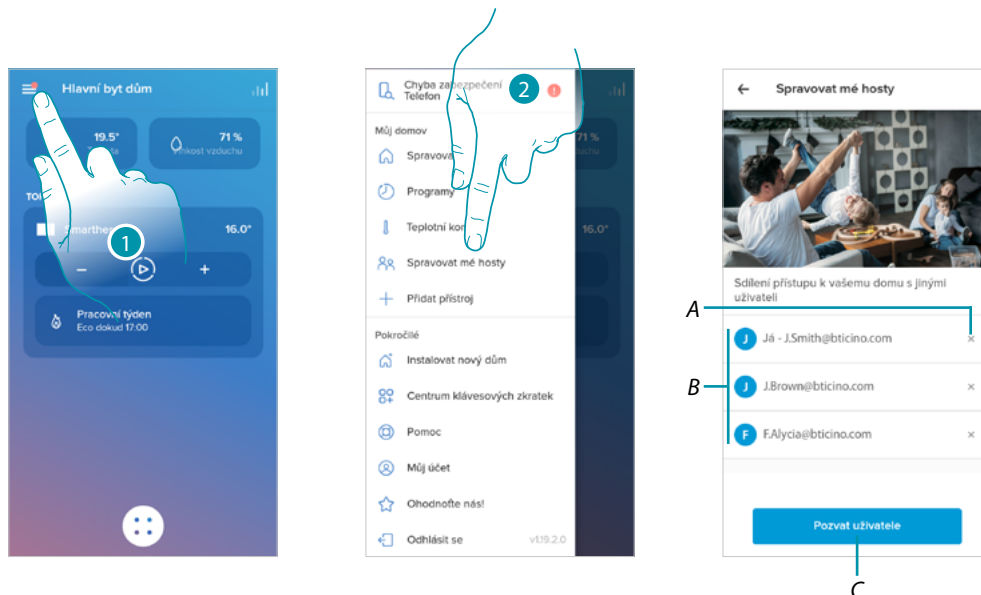 Hlavní byt dům
19.5°
71 %
vzduchu
16.0°
1
−
+
Pracovní týden
Eco dokud 17:00
Chyba zabezpečení
Telefon
2
!
Můj domov
71 %
Programy
Teplotní
16.0°
Spravovat mé hosty
Přidat přístroj
Pokročilé
Instalovat nový dům
Centrum klávesových zkratek
Pomoc
Můj účet
Ohodnoťte nás!
Odhlásit se
v1.19.2.0
Spravovat mé hosty
Sdílení přístupu k vašemu domu s jinými
uživateli
A
J Já - J.Smith@bticino.com ×
B
J J.Brown@bticino.com ×
F F.Alycia@bticino.com ×
Pozvat uživatele
C